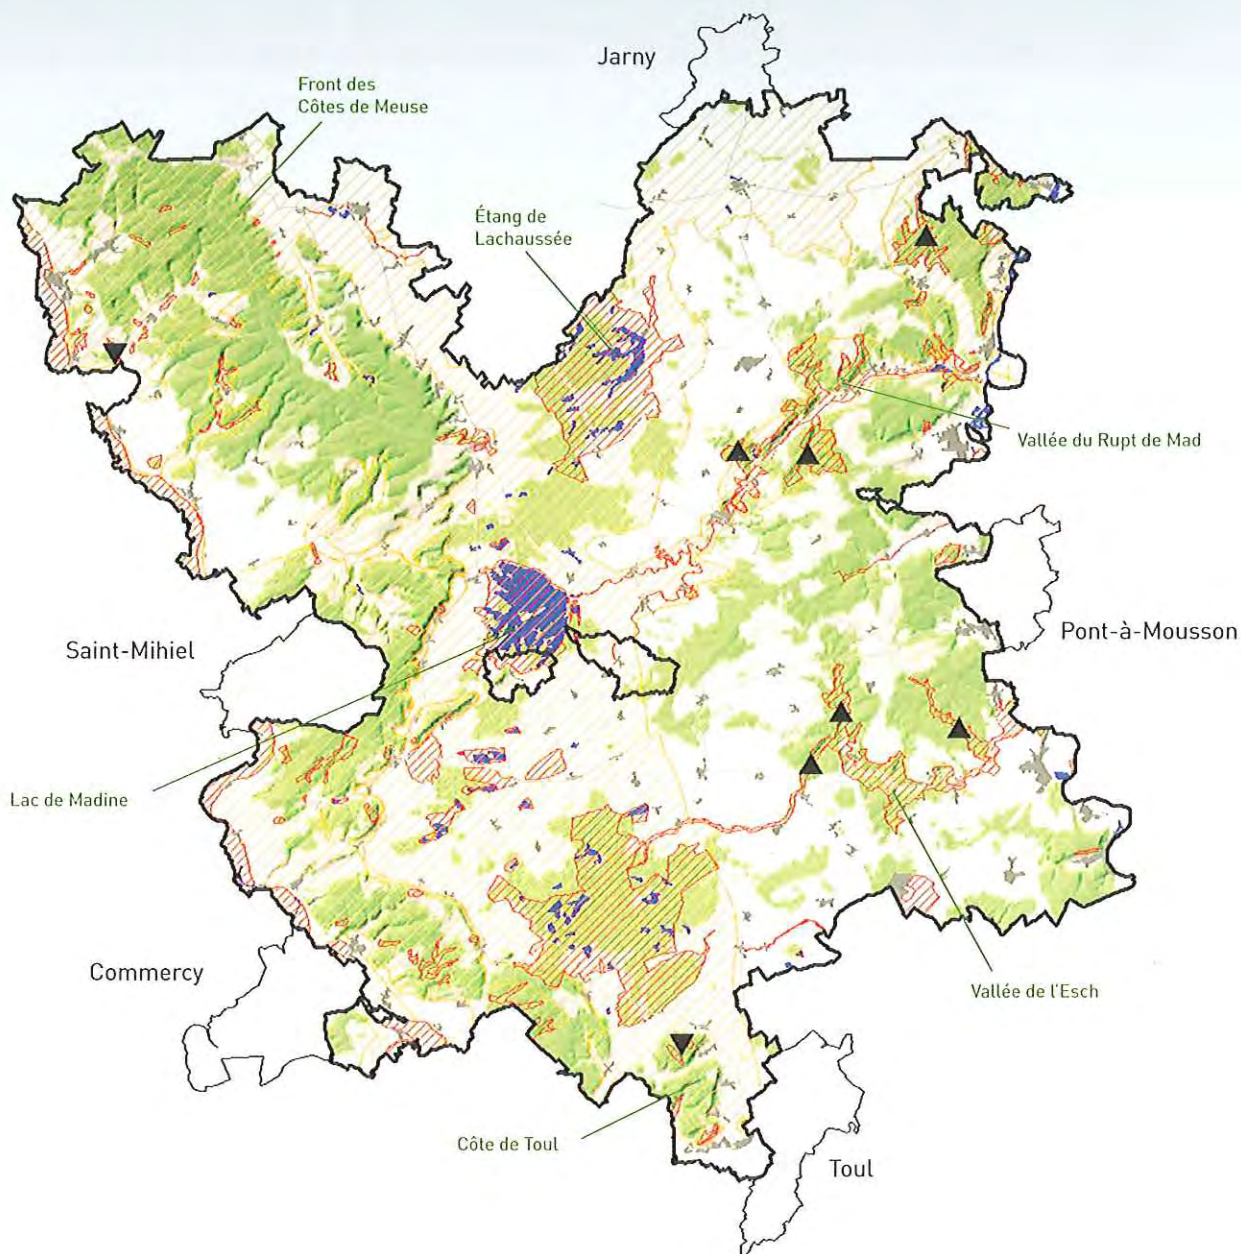 Jarny
Front des
Côtes de Meuse
Étang de
Lachaussée
Vallée du Rupt de Mad
Saint-Mihiel
Pont-à-Mousson
Lac de Madine
Commercy
Vallée de l'Esch
Côte de Toul
Toul